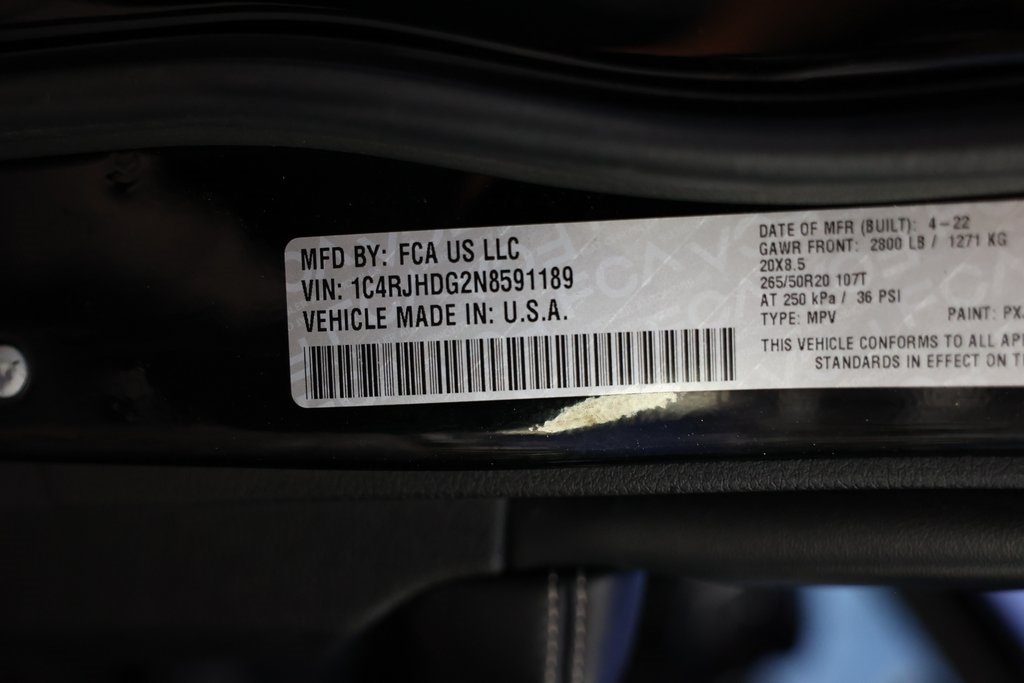 MFD BY: FCA US LLC
VIN: 1C4RJHDG2N8591189
VEHICLE MADE IN: U.S.A.
DATE OF MFR (BUILT): 4-22
GAWR FRONT: 2800 LB / 1271 KG
20X8.5
265/50R20 107T
AT 250 kPa / 36 PSI
TYPE: MPV PAINT: PX
THIS VEHICLE CONFORMS TO ALL
STANDARDS IN EFFECT ON